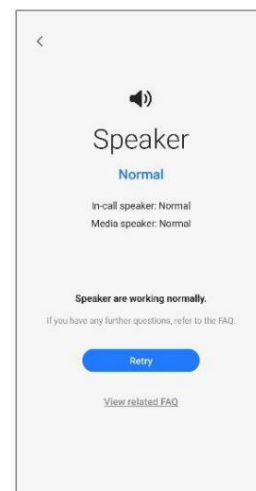 Speaker
Normal
In-call speaker: Normal
Media speaker: Normal
Speaker are working normally.
If you have any further questions, refer to the FAQ.
Retry
View related FAQ